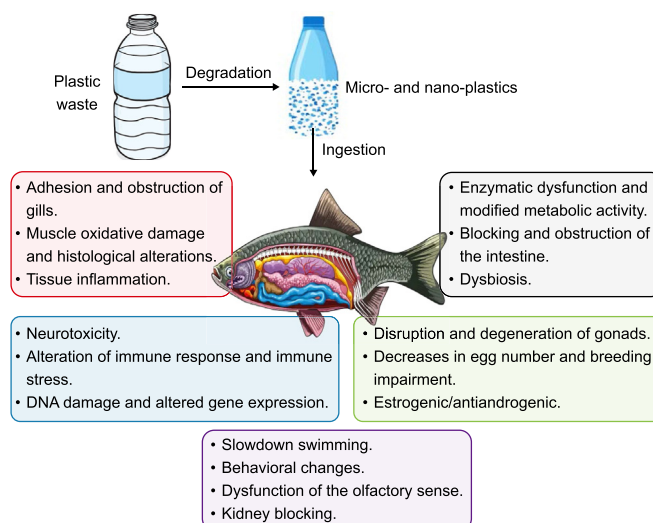 Plastic
waste
Degradation
Micro- and nano-plastics
Ingestion
• Adhesion and obstruction of
gills.
• Muscle oxidative damage
and histological alterations.
• Tissue inflammation.
• Enzymatic dysfunction and
modified metabolic activity.
• Blocking and obstruction of
the intestine.
• Dysbiosis.
• Neurotoxicity.
• Alteration of immune response and immune
stress.
• DNA damage and altered gene expression.
• Disruption and degeneration of gonads.
• Decreases in egg number and breeding
impairment.
• Estrogenic/antiandrogenic.
• Slowdown swimming.
• Behavioral changes.
• Dysfunction of the olfactory sense.
• Kidney blocking.